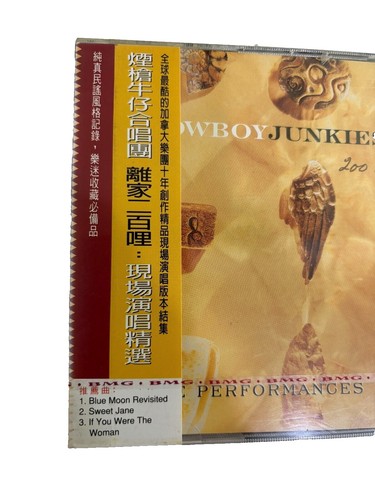 全球最酷的加拿大樂團十年創作精品現場演唱版本結集
煙槍牛仔合唱團 離家二百哩：現場演唱精選
純真民謠風格記錄，樂迷收藏必備品
推薦曲：
1. Blue Moon Revisited
2. Sweet Jane
3. If You Were The
Woman
OWBOY JUNKIES
200
BMG • BMG • BMG • BMG
PERFORMANCES